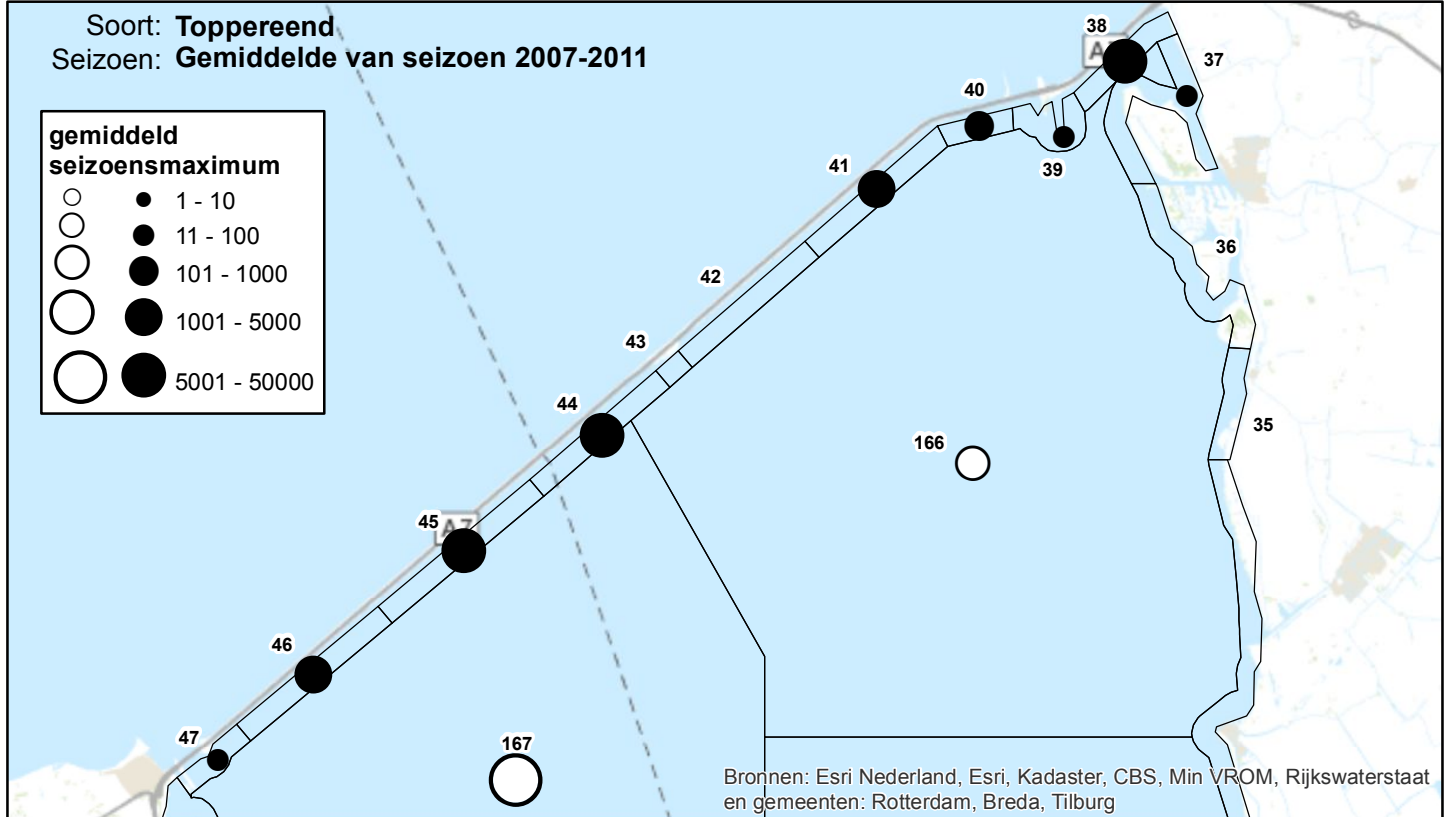 Soort: Toppereend
Seizoen: Gemiddelde van seizoen 2007-2011
gemiddeld
seizoensmaximum
1 - 10
11 - 100
101 - 1000
1001 - 5000
5001 - 50000
38
A
37
40
39
41
36
42
43
44
35
166
45
A7
46
47
167
Bronnen: Esri Nederland, Esri, Kadaster, CBS, Min VROM, Rijkswaterstaat
en gemeenten: Rotterdam, Breda, Tilburg